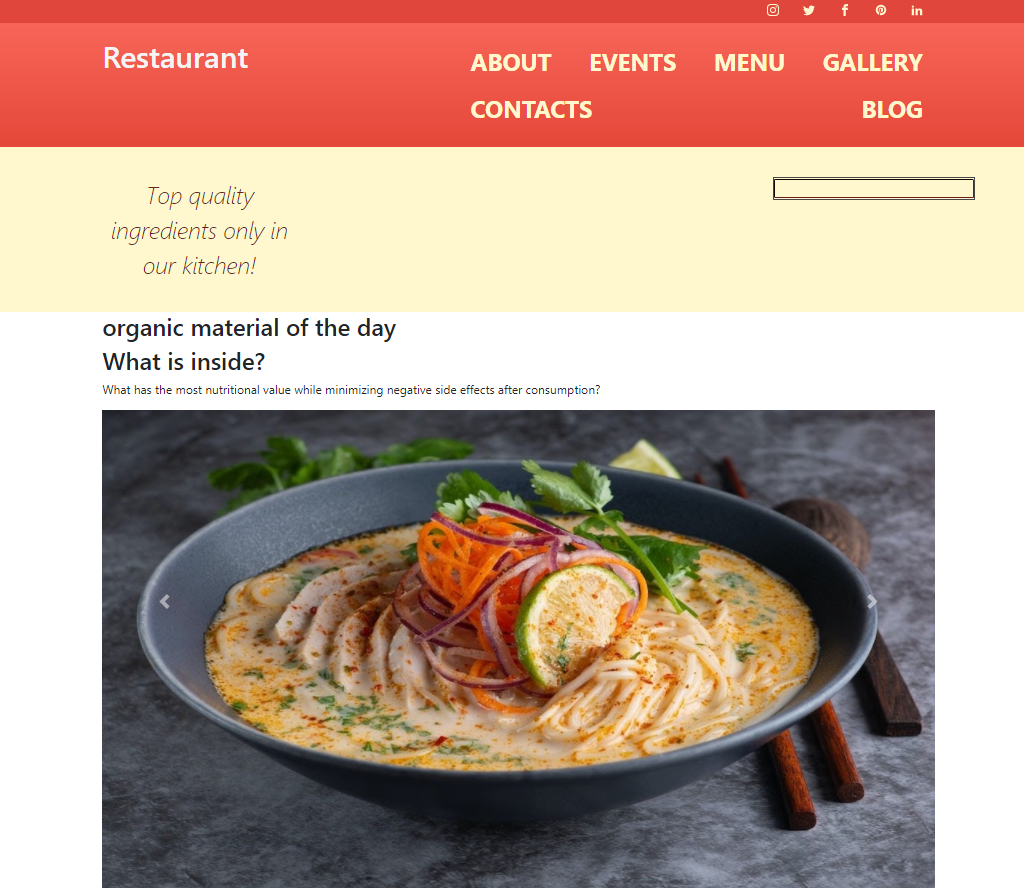 Restaurant
ABOUT EVENTS MENU GALLERY
CONTACTS BLOG
Top quality
ingredients only in
our kitchen!
organic material of the day
What is inside?
What has the most nutritional value while minimizing negative side effects after consumption?